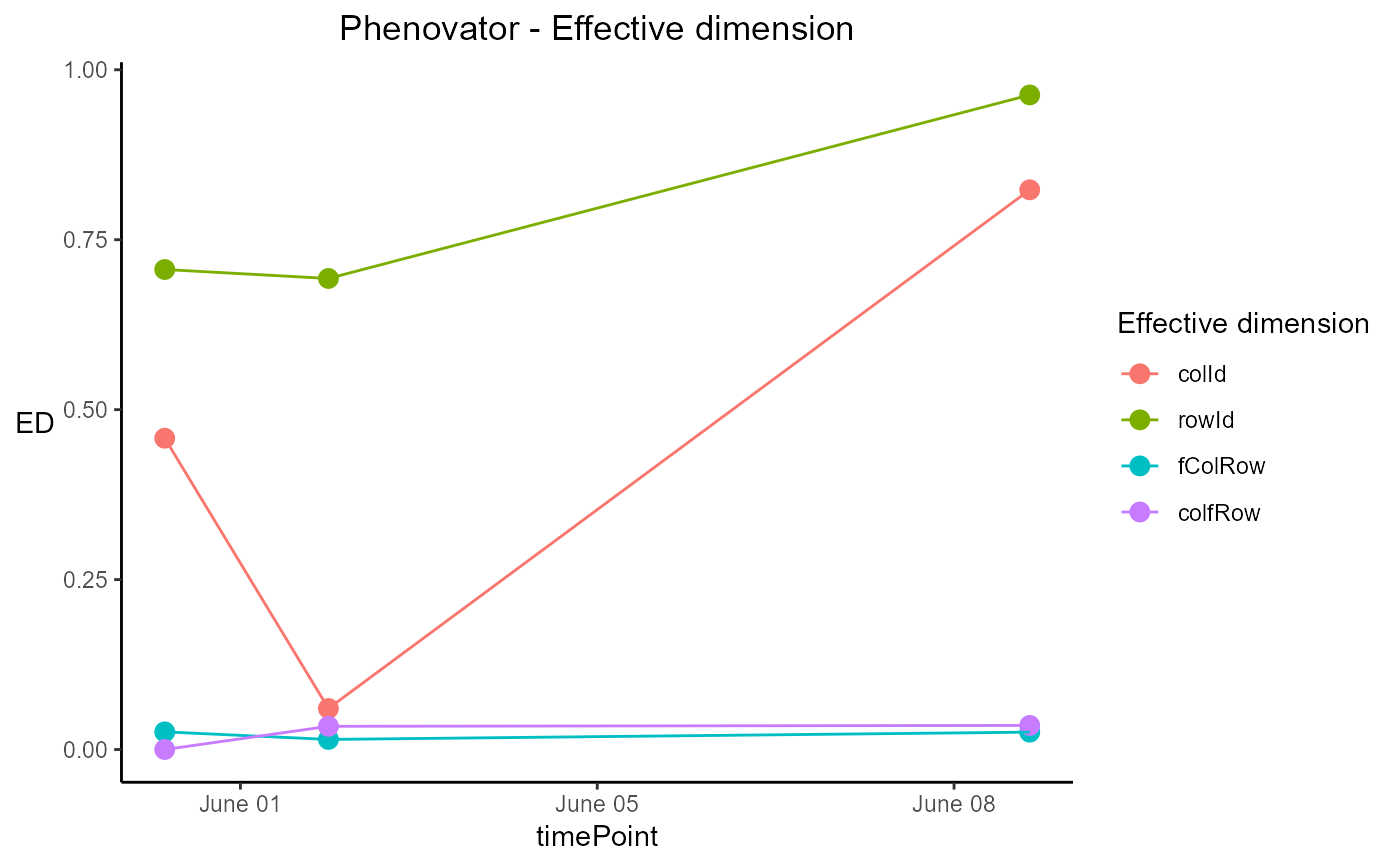 Phenovator - Effective dimension
1.00
0.75
0.50
0.25
0.00
ED
June 01
June 05
June 08
timePoint
Effective dimension
colId
rowId
fColRow
colfRow